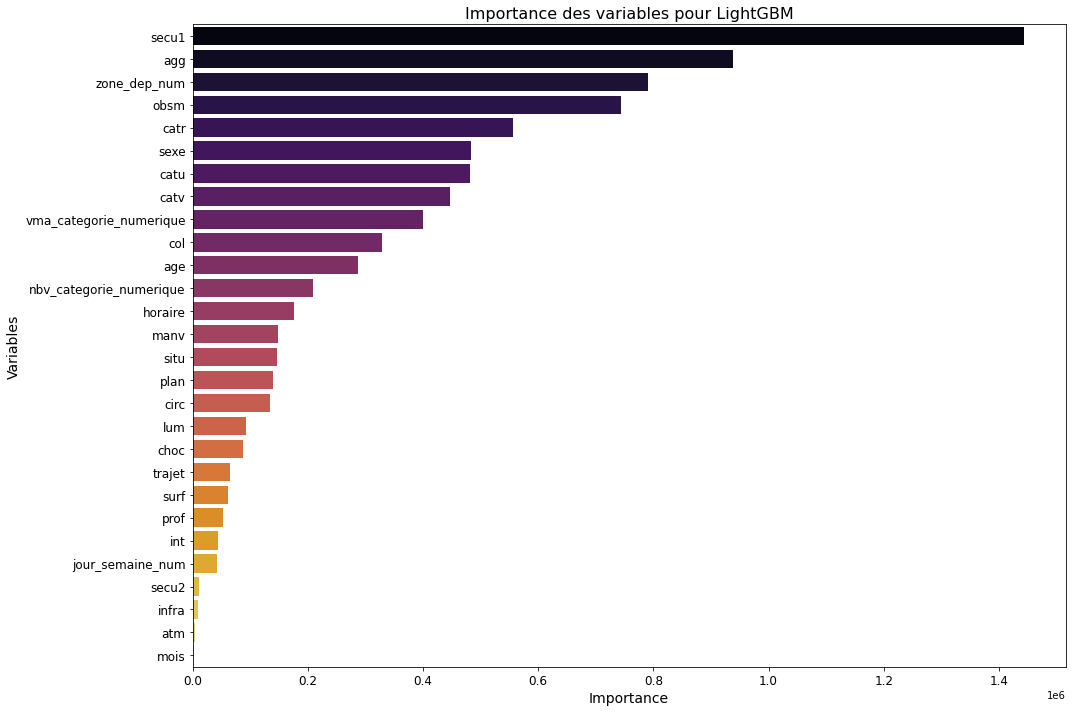 Importance des variables pour LightGBM
Variables
secu1
agg
zone_dep_num
obsm
catr
sexe
catu
catv
vma_categorie_numerique
col
age
nbv_categorie_numerique
horaire
manv
situ
plan
circ
lum
choc
trajet
surf
prof
int
jour_semaine_num
secu2
infra
atm
mois
0.0 0.2 0.4 0.6 0.8 1.0 1.2 1.4
1e6
Importance